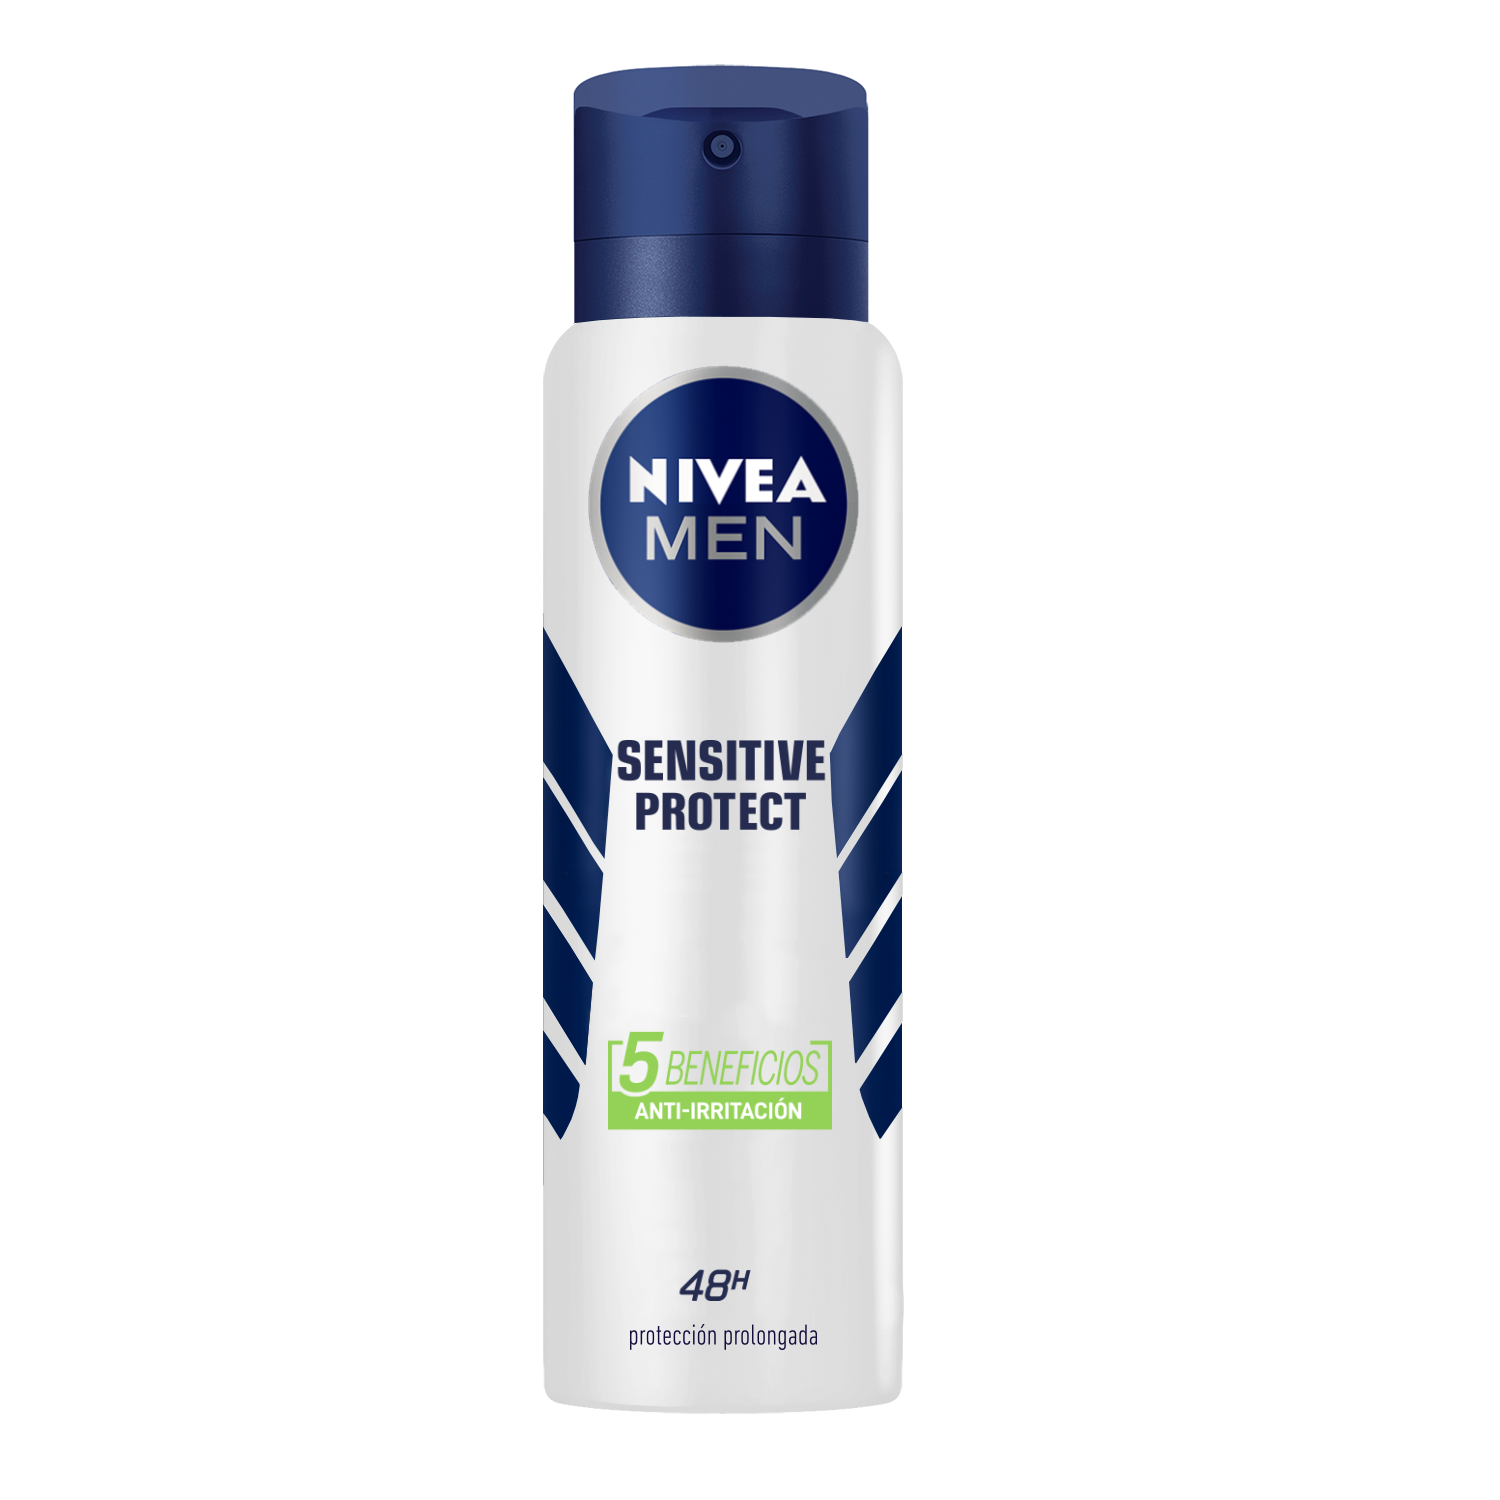 NIVEA
MEN
SENSITIVE
PROTECT
5 BENEFICIOS
ANTI-IRRITACIÓN
48H
protección prolongada